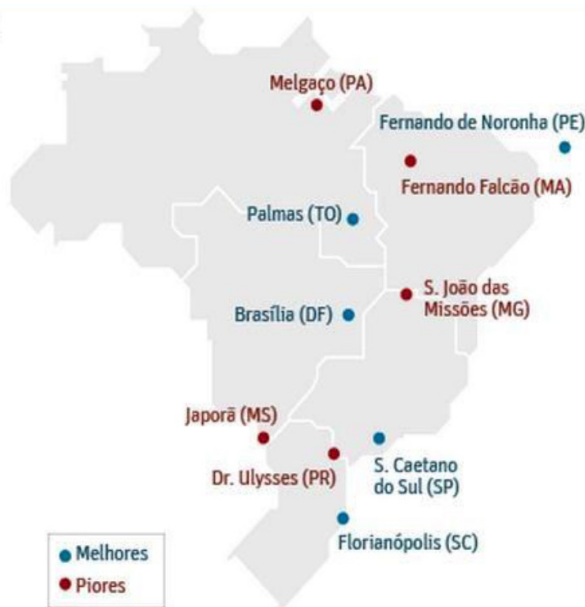 Melgaço (PA)
Fernando de Noronha (PE)
Fernando Falcão (MA)
Palmas (TO)
S. João das
Missões (MG)
Brasília (DF)
Japorã (MS)
S. Caetano
do Sul (SP)
Dr. Ulysses (PR)
Florianópolis (SC)
Melhores
Piores